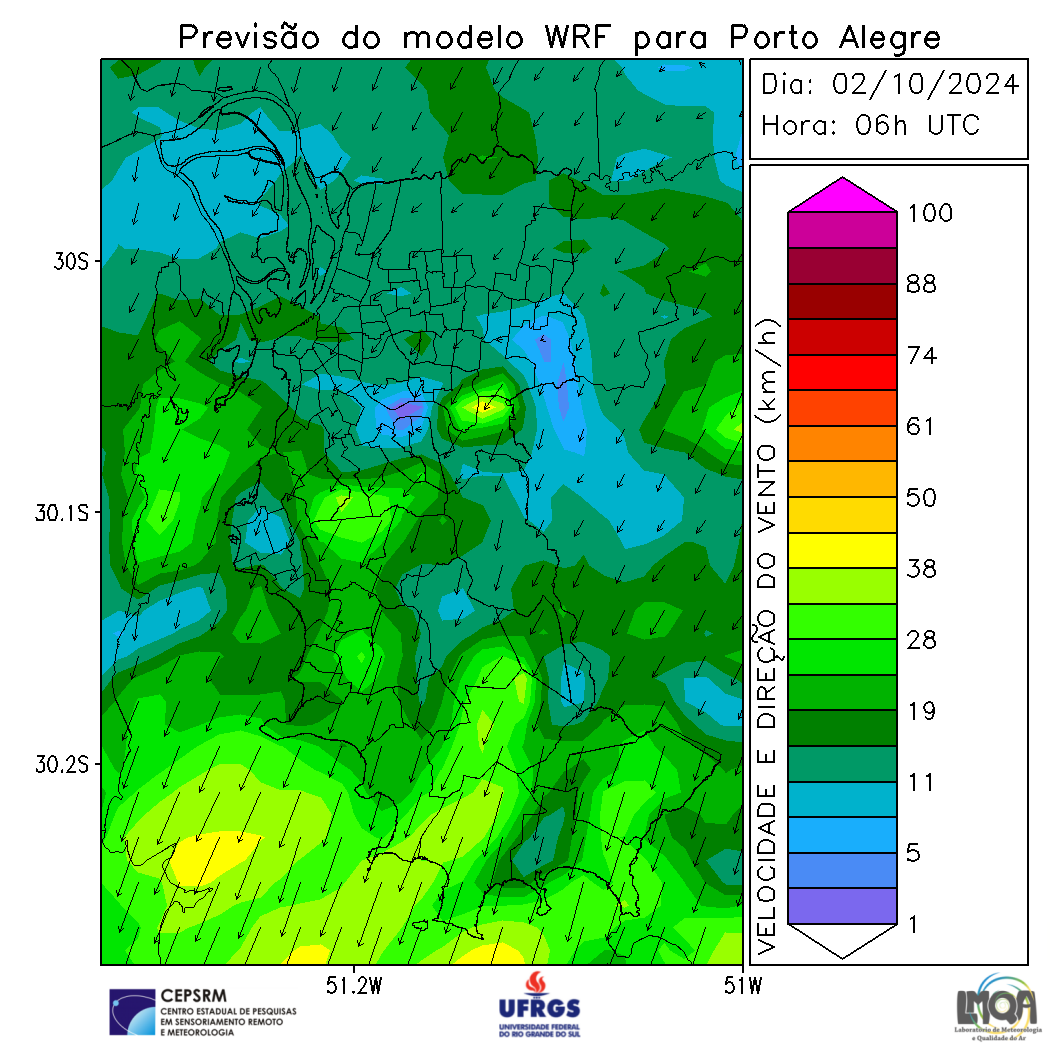 Previsão do modelo WRF para Porto Alegre
Dia: 02/10/2024
Hora: 06h UTC
30S
30.1S
30.2S
51.2W
51W
VELOCIDADE E DIREÇÃO DO VENTO (km/h)
100
88
74
61
50
38
28
19
11
5
1
CEPSRM
CENTRO ESTADUAL DE PESQUISAS
EM SENSORIAMENTO REMOTO
E METEOROLOGIA
UFRGS
UNIVERSIDADE FEDERAL
DO RIO GRANDE DO SUL
LMQA
Laboratório de Meteorologia
e Qualidade do Ar